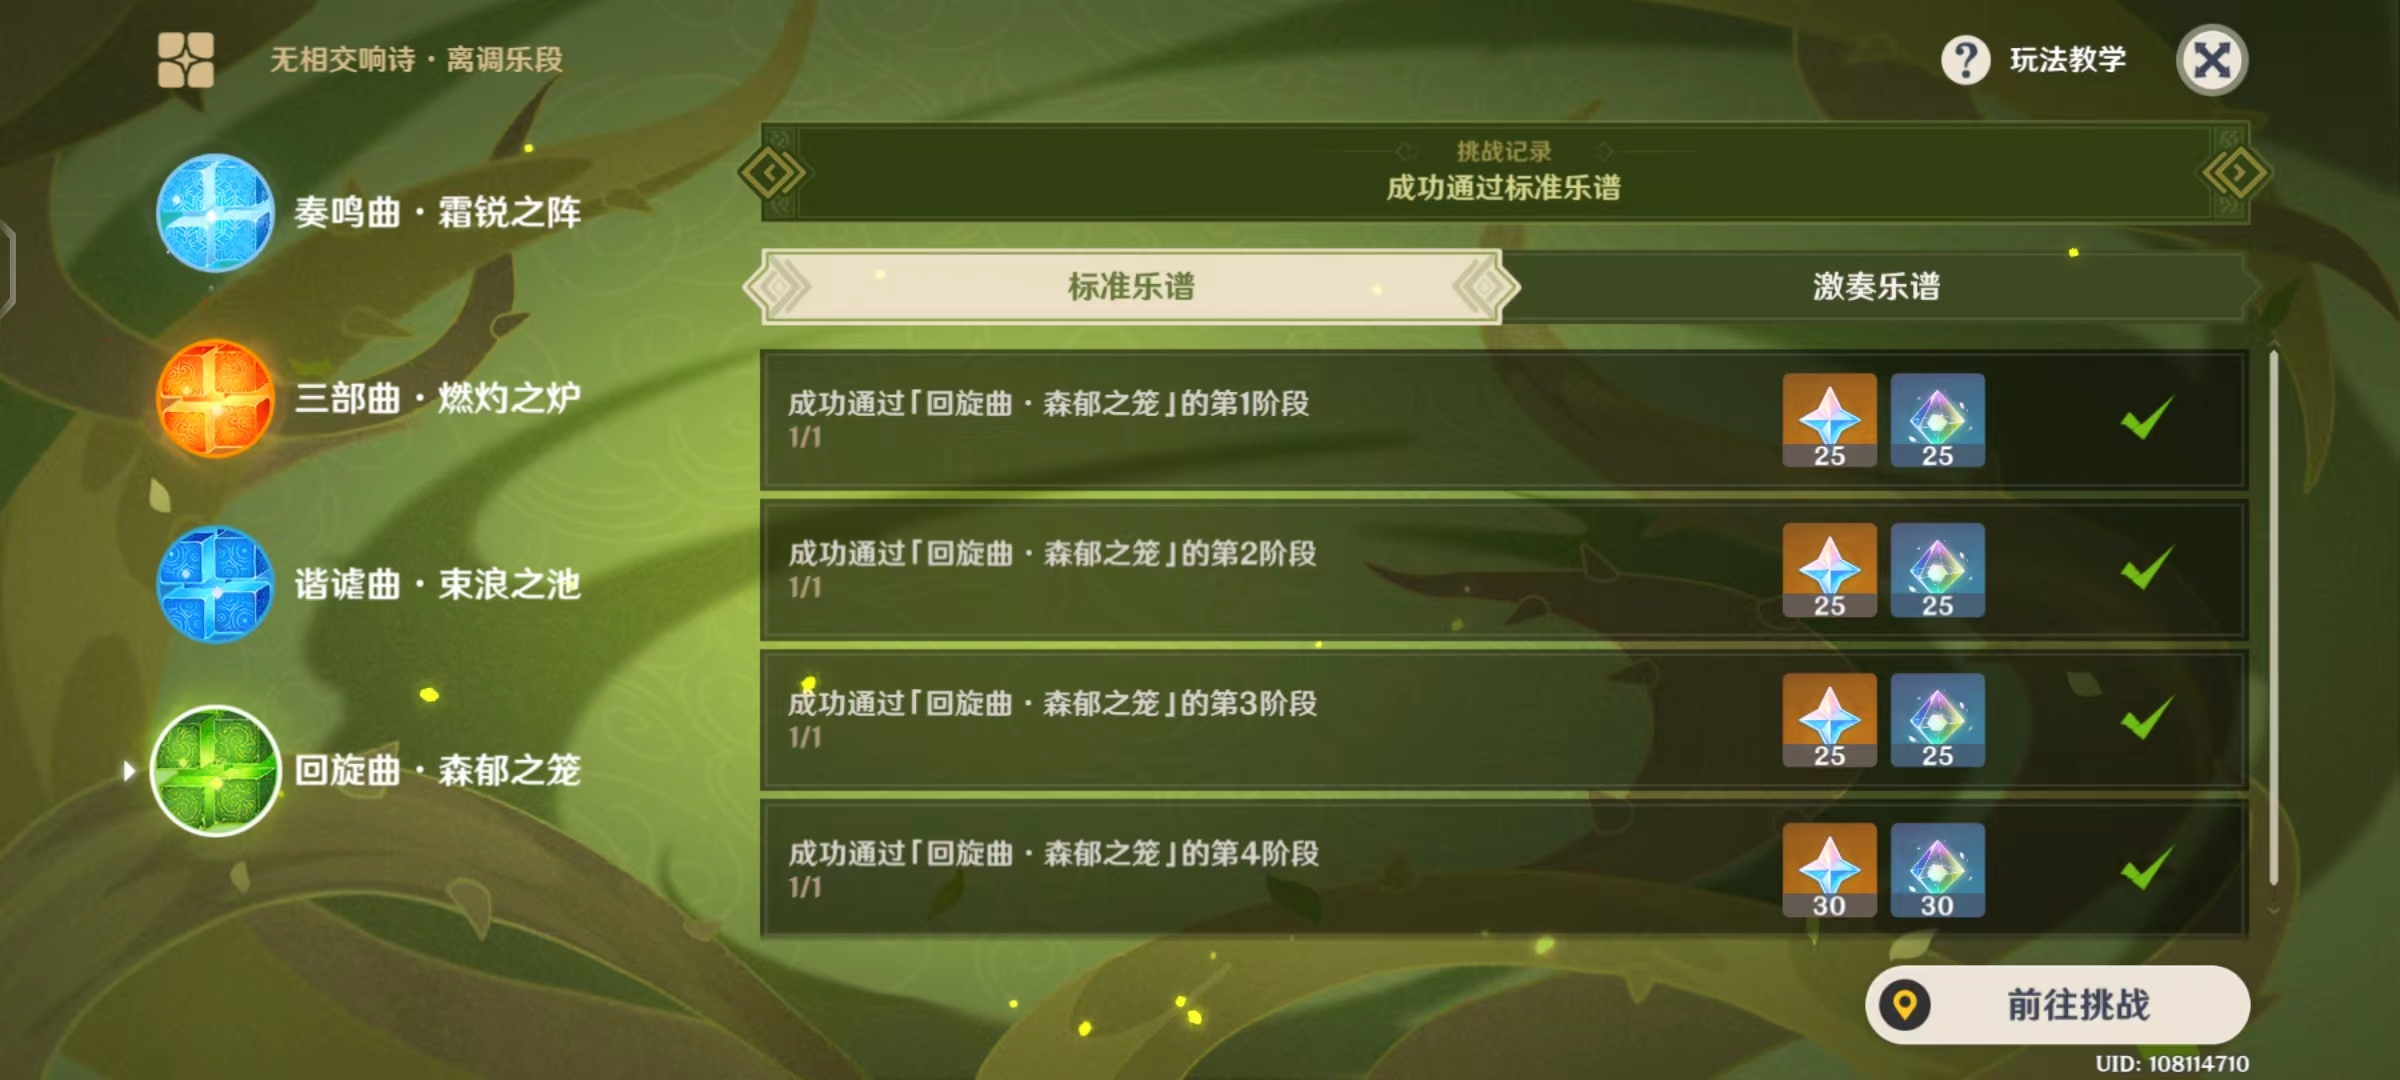 无相交响诗·离调乐段
玩法教学
奏鸣曲·霜锐之阵
三部曲·燃灼之炉
谐谑曲·束浪之池
回旋曲·森郁之笼
挑战记录
成功通过标准乐谱
标准乐谱
激奏乐谱
成功通过「回旋曲·森郁之笼」的第1阶段
1/1
25
25
成功通过「回旋曲·森郁之笼」的第2阶段
1/1
25
25
成功通过「回旋曲·森郁之笼」的第3阶段
1/1
25
25
成功通过「回旋曲·森郁之笼」的第4阶段
1/1
30
30
前往挑战
UID: 108114710